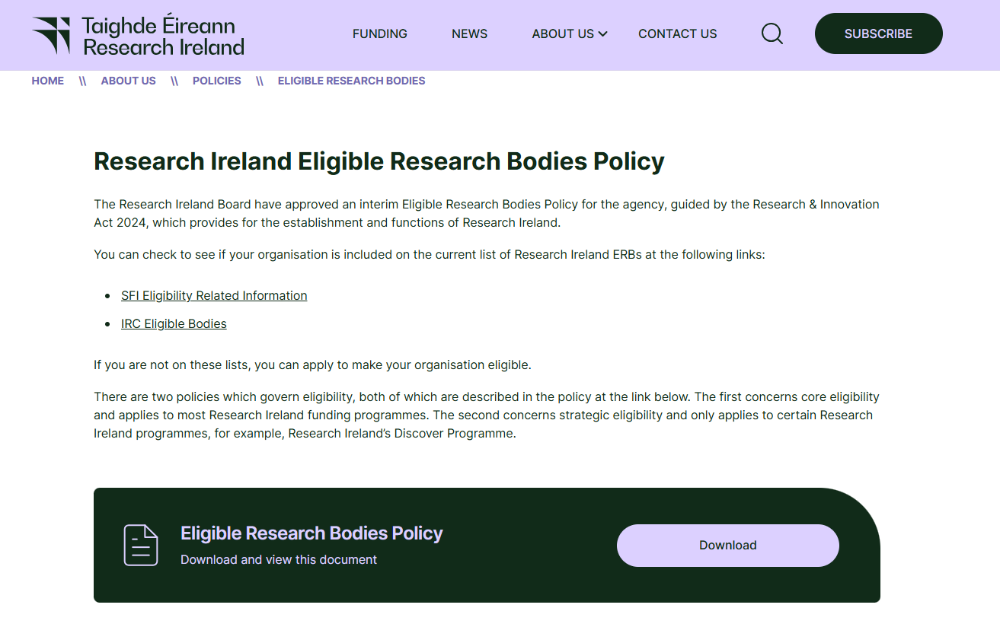 Taighde Éireann
Research Ireland
FUNDING
NEWS
ABOUT US
CONTACT US
SUBSCRIBE
HOME \\ ABOUT US \\ POLICIES \\ ELIGIBLE RESEARCH BODIES
Research Ireland Eligible Research Bodies Policy
The Research Ireland Board have approved an interim Eligible Research Bodies Policy for the agency, guided by the Research & Innovation
Act 2024, which provides for the establishment and functions of Research Ireland.
You can check to see if your organisation is included on the current list of Research Ireland ERBs at the following links:
SFI Eligibility Related Information
IRC Eligible Bodies
If you are not on these lists, you can apply to make your organisation eligible.
There are two policies which govern eligibility, both of which are described in the policy at the link below. The first concerns core eligibility
and applies to most Research Ireland funding programmes. The second concerns strategic eligibility and only applies to certain Research
Ireland programmes, for example, Research Ireland’s Discover Programme.
Eligible Research Bodies Policy
Download and view this document
Download